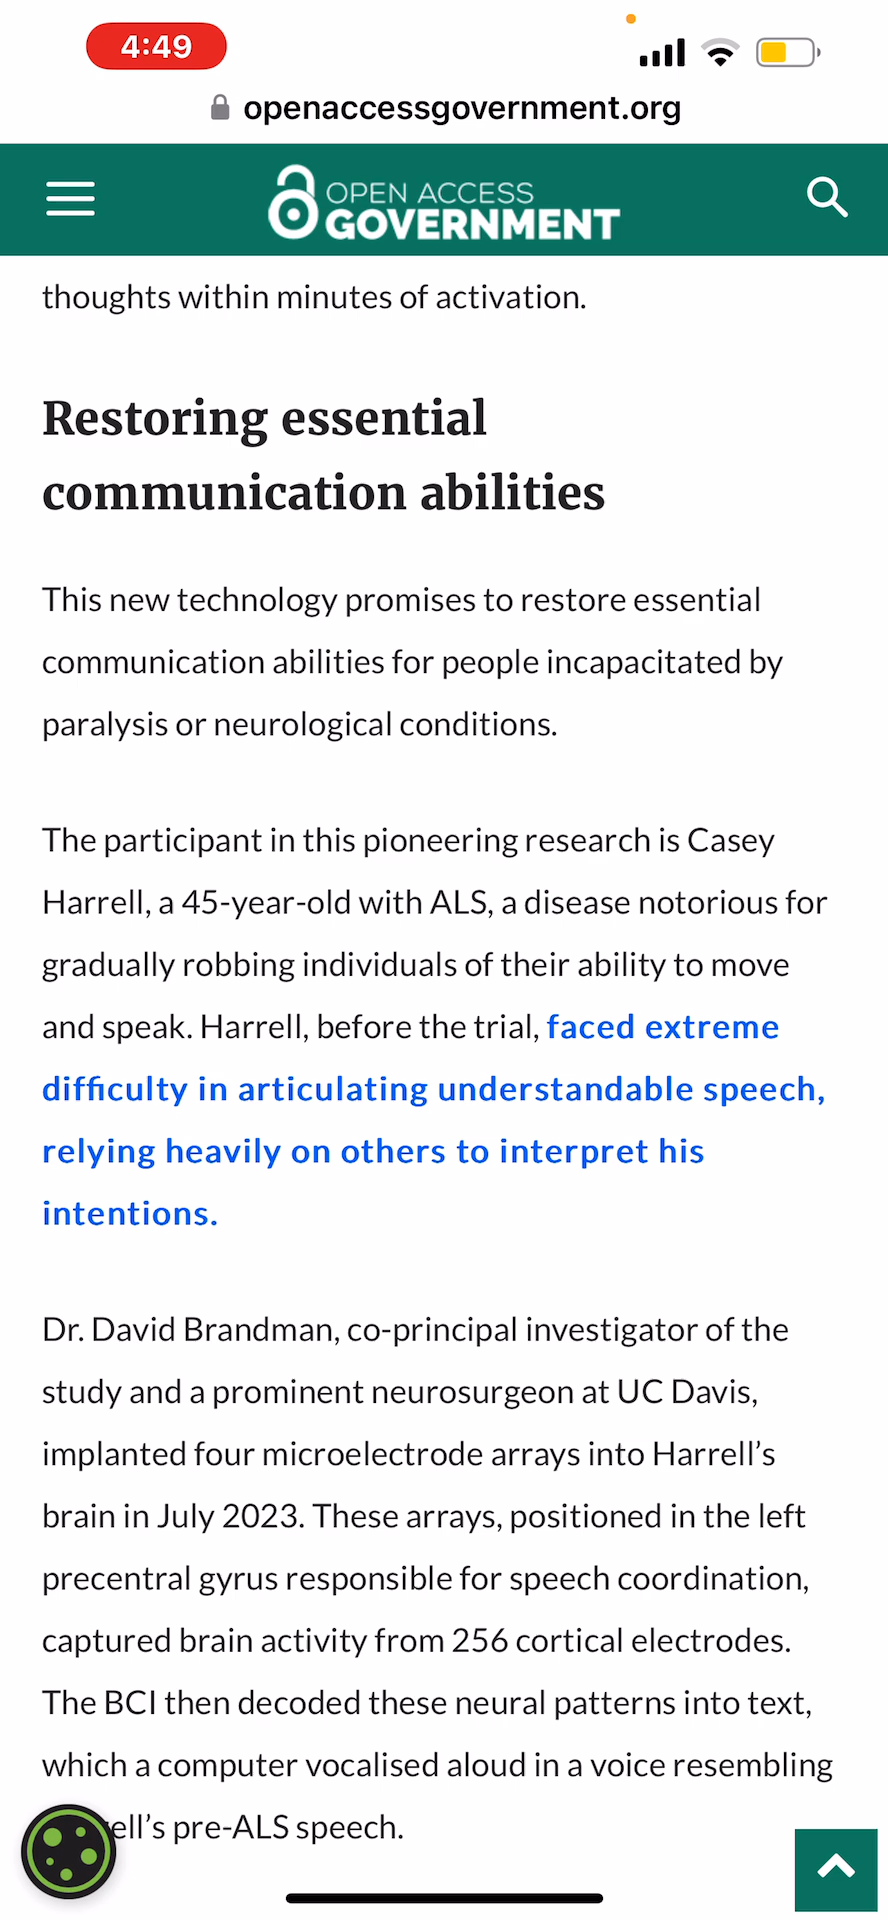 4:49
openaccessgovernment.org
OPEN ACCESS
GOVERNMENT
thoughts within minutes of activation.
Restoring essential
communication abilities
This new technology promises to restore essential
communication abilities for people incapacitated by
paralysis or neurological conditions.
The participant in this pioneering research is Casey
Harrell, a 45-year-old with ALS, a disease notorious for
gradually robbing individuals of their ability to move
and speak. Harrell, before the trial, faced extreme
difficulty in articulating understandable speech,
relying heavily on others to interpret his
intentions.
Dr. David Brandman, co-principal investigator of the
study and a prominent neurosurgeon at UC Davis,
implanted four microelectrode arrays into Harrell’s
brain in July 2023. These arrays, positioned in the left
precentral gyrus responsible for speech coordination,
captured brain activity from 256 cortical electrodes.
The BCI then decoded these neural patterns into text,
which a computer vocalised aloud in a voice resembling
ell’s pre-ALS speech.